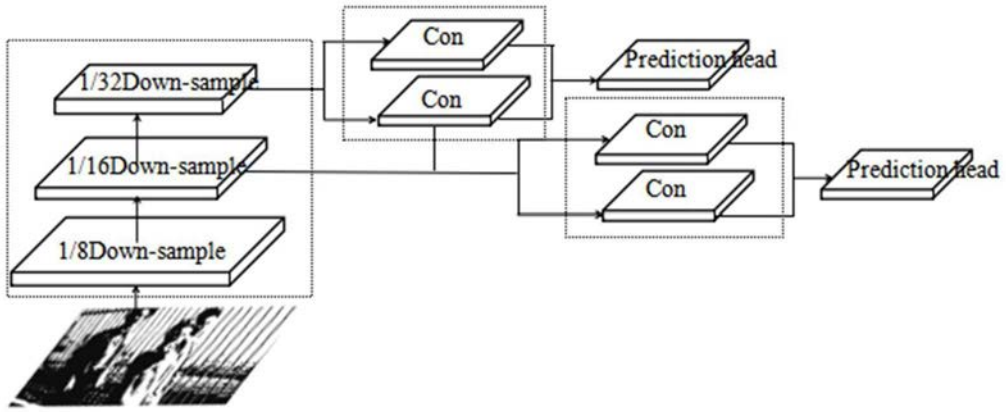 Con
Prediction head
1/32Down-sample
Con
Con
1/16Down-sample
Prediction head
Con
1/8Down-sample